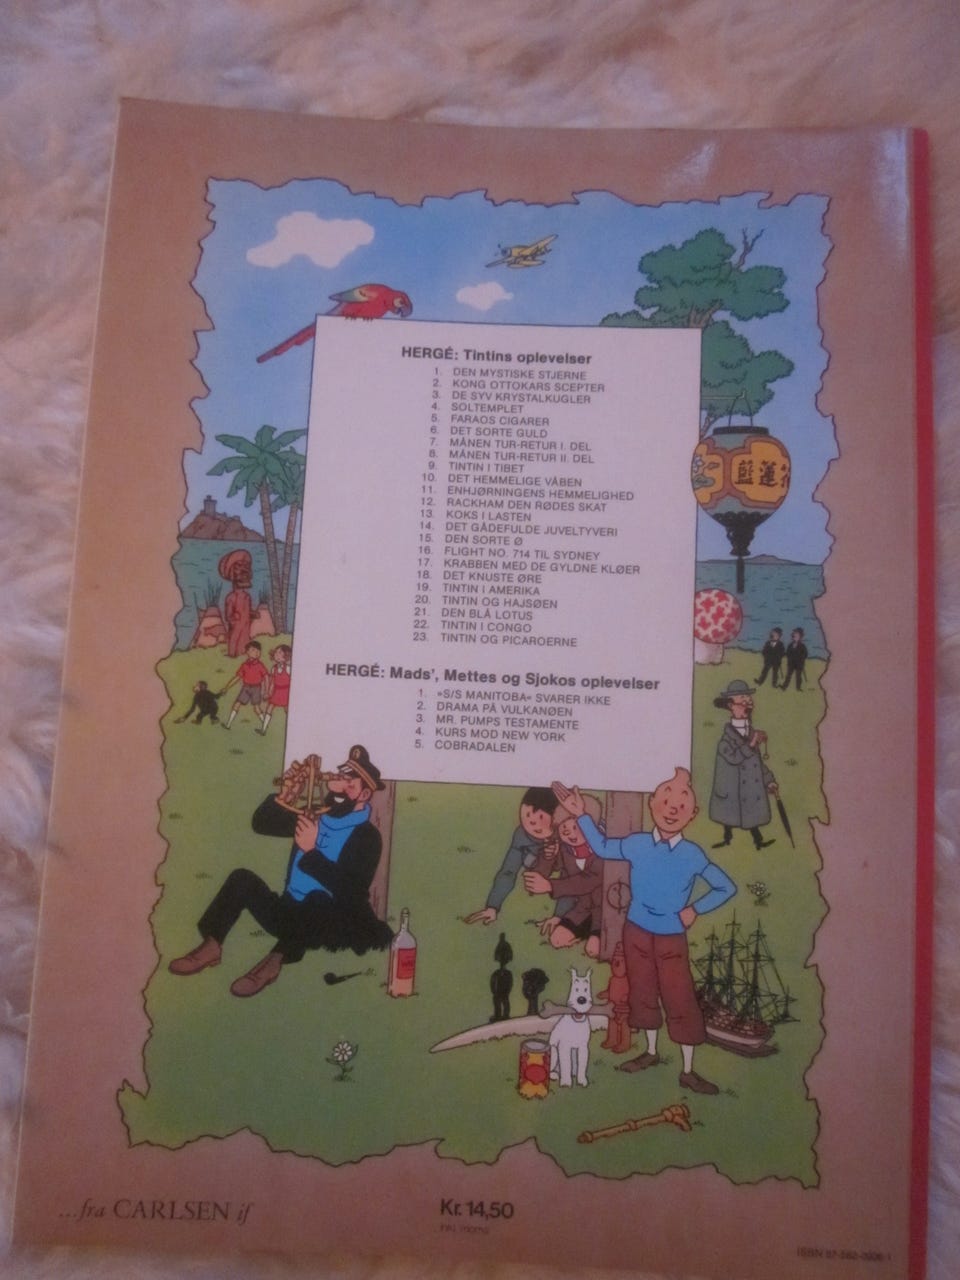 HERGÉ: Tintins oplevelser
1. DEN MYSTISKE STJERNE
2. KONG OTTOKARS SCEPTER
3. DE SYV KRYSTALKUGLER
4. SOLTEMPLET
5. FARAOS CIGARER
6. DET SORTE GULD
7. MÅNEN TUR-RETUR I. DEL
8. MÅNEN TUR-RETUR II. DEL
9. TINTIN I TIBET
10. DET HEMMELIGE VÅBEN
11. ENHJØRNINGENS HEMMELIGHED
12. RACKHAM DEN RØDES SKAT
13. KOKS I LASTEN
14. DET GÅDEFULDE JUVELTYVERI
15. DEN SORTE Ø
16. FLIGHT NO. 714 TIL SYDNEY
17. KRABBEN MED DE GYLDNE KLØER
18. DET KNUSTE ØRE
19. TINTIN I AMERIKA
20. TINTIN OG HAJSØEN
21. DEN BLÅ LOTUS
22. TINTIN I CONGO
23. TINTIN OG PICAROERNE
HERGÉ: Mads', Mettes og Sjokos oplevelser
1. »S/S MANITOBA« SVARER IKKE
2. DRAMA PÅ VULKANØEN
3. MR. PUMPS TESTAMENTE
4. KURS MOD NEW YORK
5. COBRADALEN
藍蓮
...fra CARLSEN if
Kr. 14,50
inkl. moms
ISBN